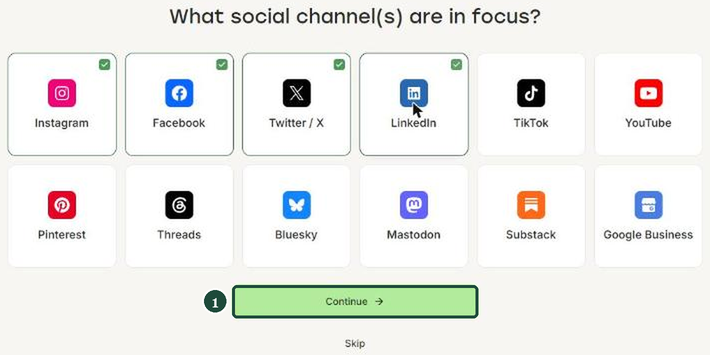 What social channel(s) are in focus?
Instagram
Facebook
Twitter / X
LinkedIn
TikTok
YouTube
Pinterest
Threads
Bluesky
Mastodon
Substack
Google Business
1
Continue →
Skip